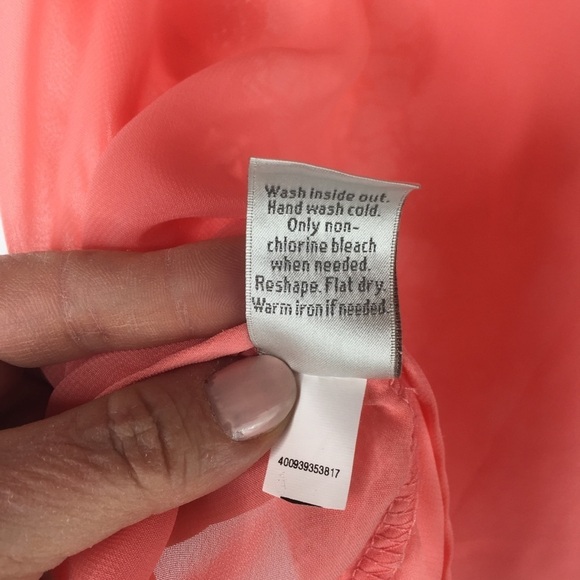 Wash inside out.
Hand wash cold.
Only non-
chlorine bleach
when needed.
Reshape. Flat dry.
Warm iron if needed.
400939353817